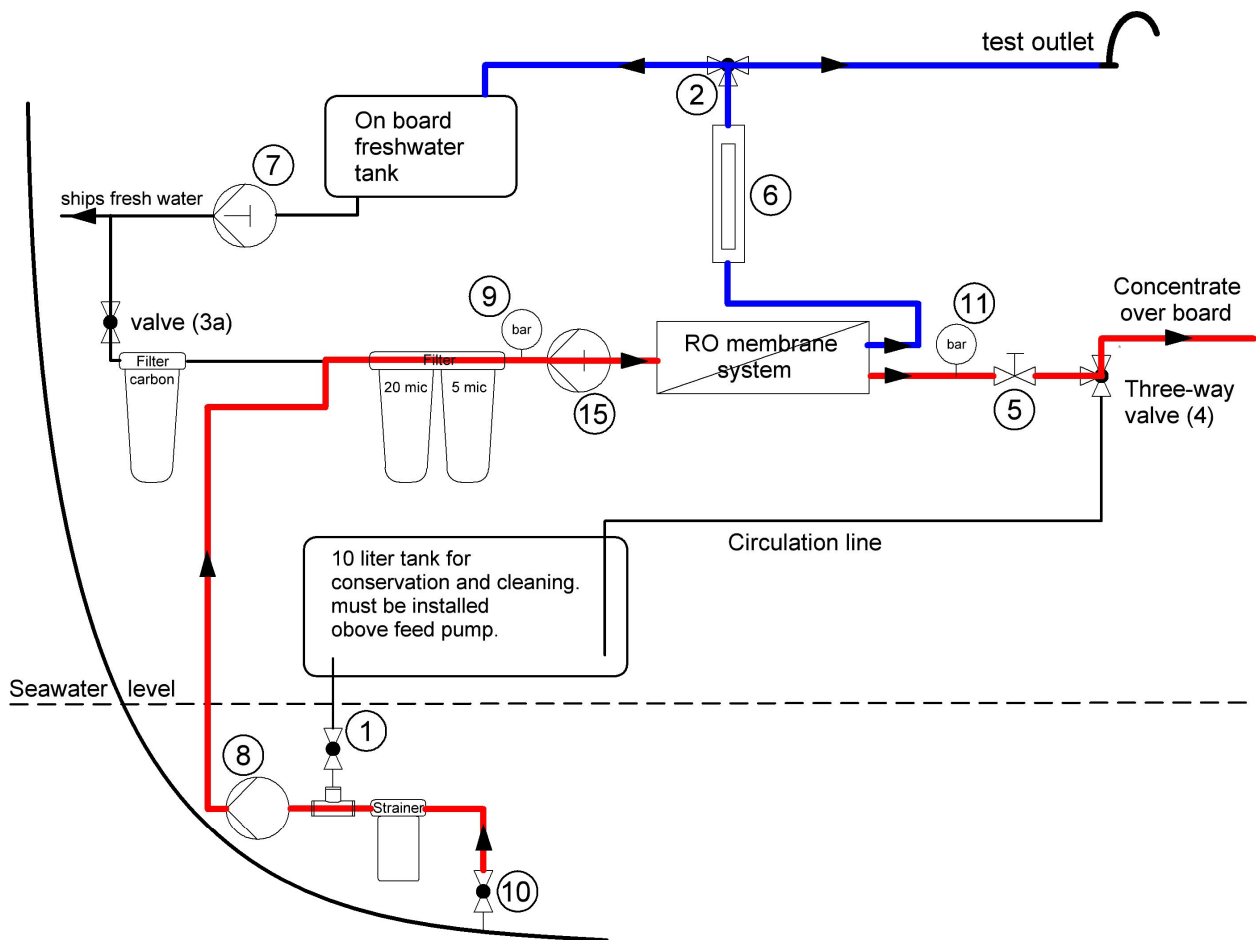 test outlet
2
On board
freshwater
tank
7
ships fresh water
6
valve (3a)
9
bar
11
bar
Concentrate
over board
Filter
carbon
Filter
20 mic
5 mic
15
RO membrane
system
5
Three-way
valve (4)
Circulation line
10 liter tank for
conservation and cleaning.
must be installed
obove feed pump.
Seawater level
1
8
Strainer
10